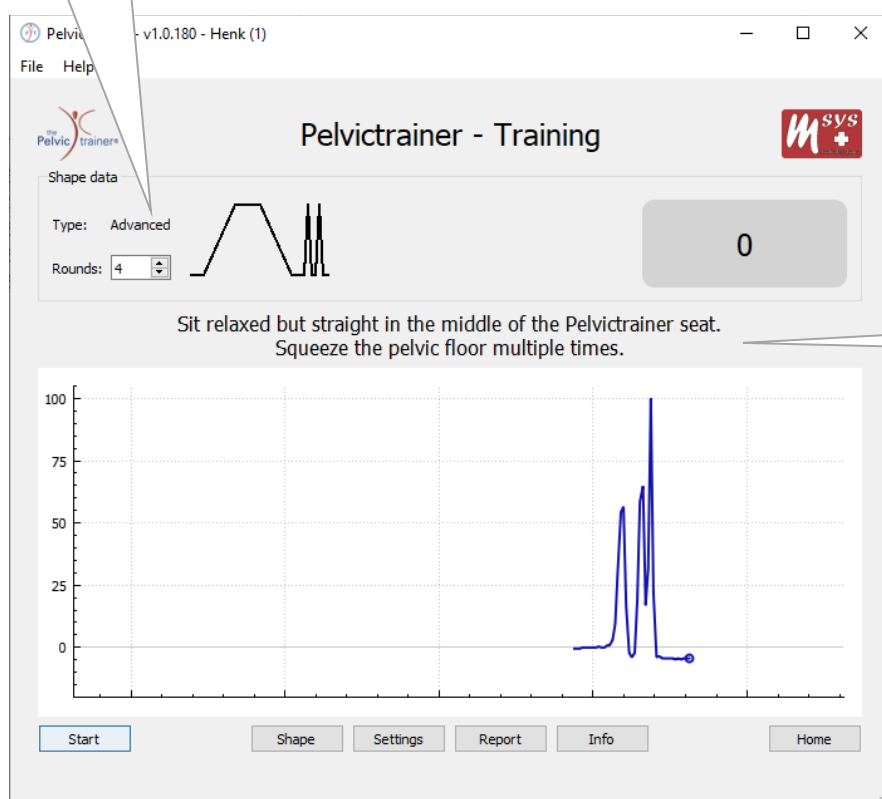 - v1.0.180 - Henk (1)
File Help
the
Pelvic trainer®
Pelvictrainer - Training
msys
Shape data
Type: Advanced
Rounds: 4
0
Sit relaxed but straight in the middle of the Pelvictrainer seat.
Squeeze the pelvic floor multiple times.
100
75
50
25
0
Start Shape Settings Report Info Home